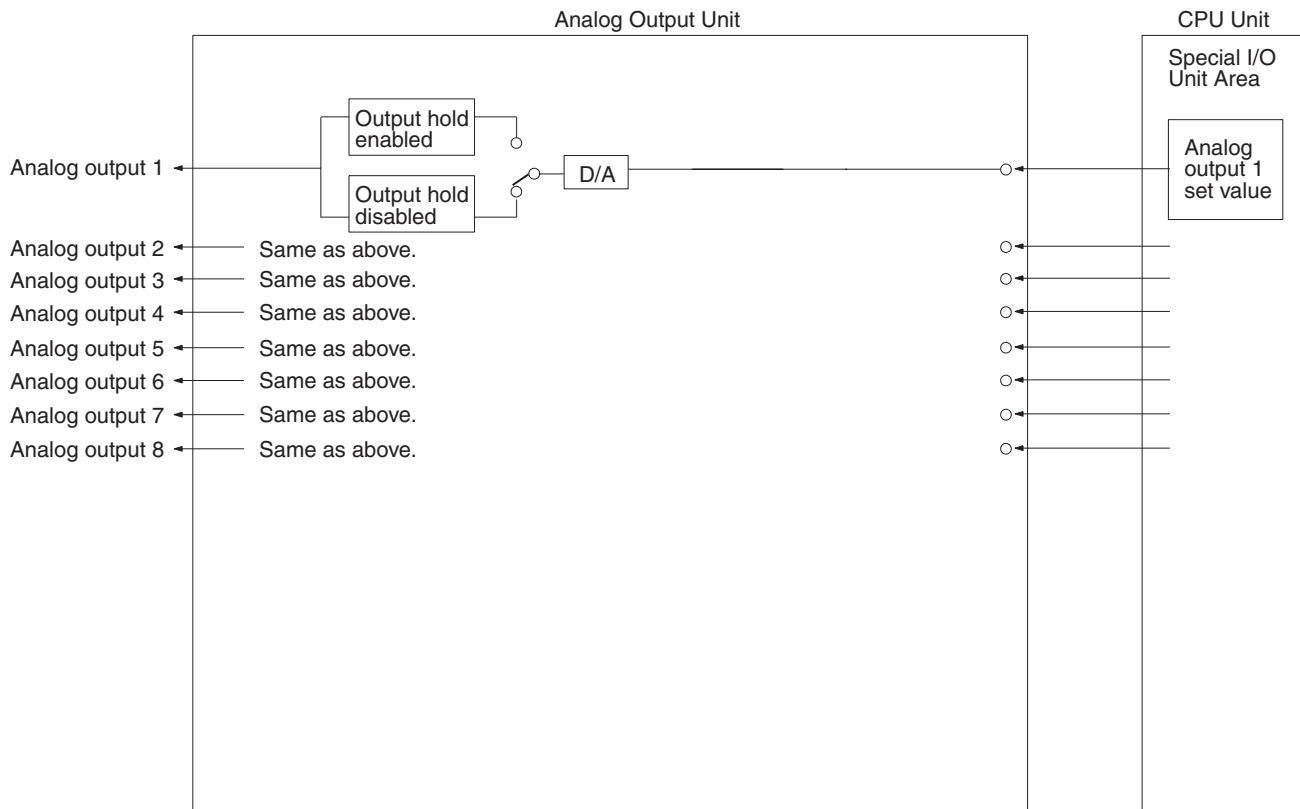 Analog Output Unit
CPU Unit
Special I/O
Unit Area
Output hold
enabled
Analog output 1
D/A
Analog
output 1
set value
Output hold
disabled
Analog output 2
Same as above.
Analog output 3
Same as above.
Analog output 4
Same as above.
Analog output 5
Same as above.
Analog output 6
Same as above.
Analog output 7
Same as above.
Analog output 8
Same as above.